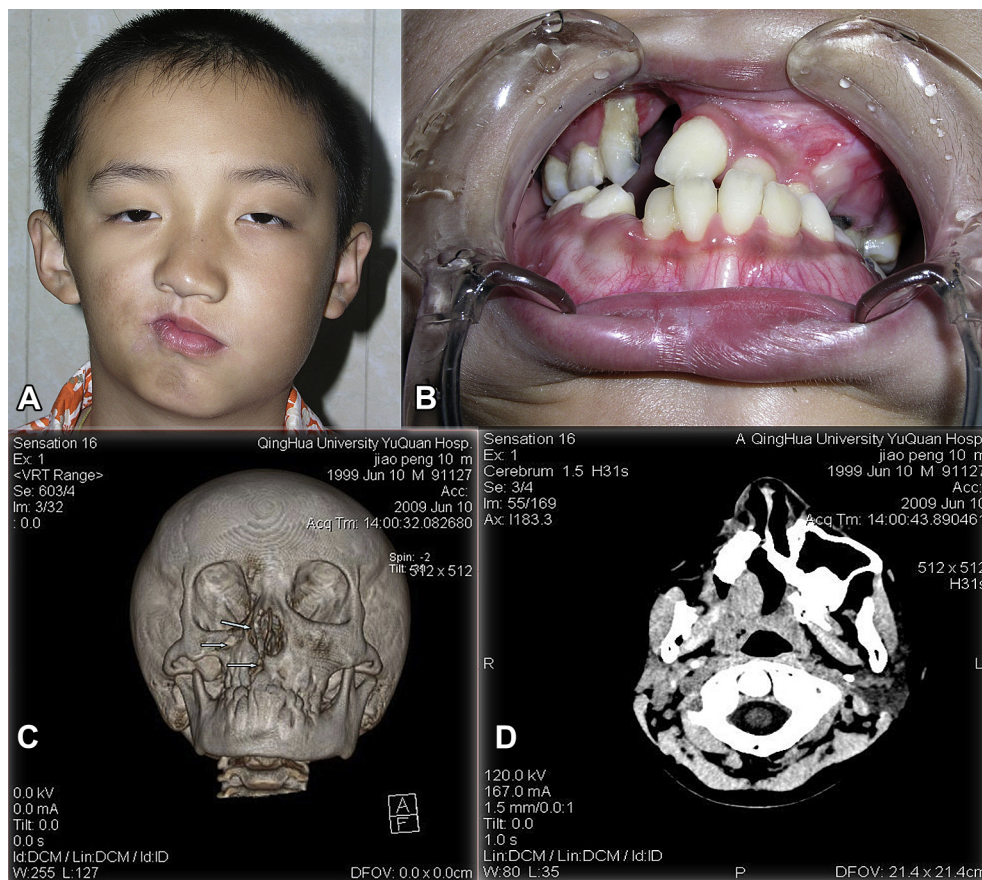 A
B
Sensation 16
Ex: 1
<VRT Range>
Se: 603/4
Im: 3/32
: 0.0
QingHua University YuQuan Hosp.
jiao peng 10 m
1999 Jun 10 M 91127
Acc:
2009 Jun 10
Acq Tm: 14:00:32.082680
Spin: -2
Tilt:
512 x 512
C
0.0 kV
0.0 mA
Tilt: 0.0
0.0 s
Id:DCM / Lin:DCM / Id:ID
W:255 L:127
A
F
DFOV: 0.0 x 0.0cm
Sensation 16
Ex: 1
Cerebrum 1.5 H31s
Se: 3/4
Im: 55/169
Ax: I183.3
A QingHua University YuQuan Hosp
jiao peng 10 m
1999 Jun 10 M 91127
Acc:
2009 Jun 10
Acq Tm: 14:00:43.890461
512 x 512
H31s
R
L
D
120.0 kV
167.0 mA
1.5 mm/0.0:1
Tilt: 0.0
1.0 s
Lin:DCM / Lin:DCM / Id:ID
W:80 L:35
P
DFOV: 21.4 x 21.4cm